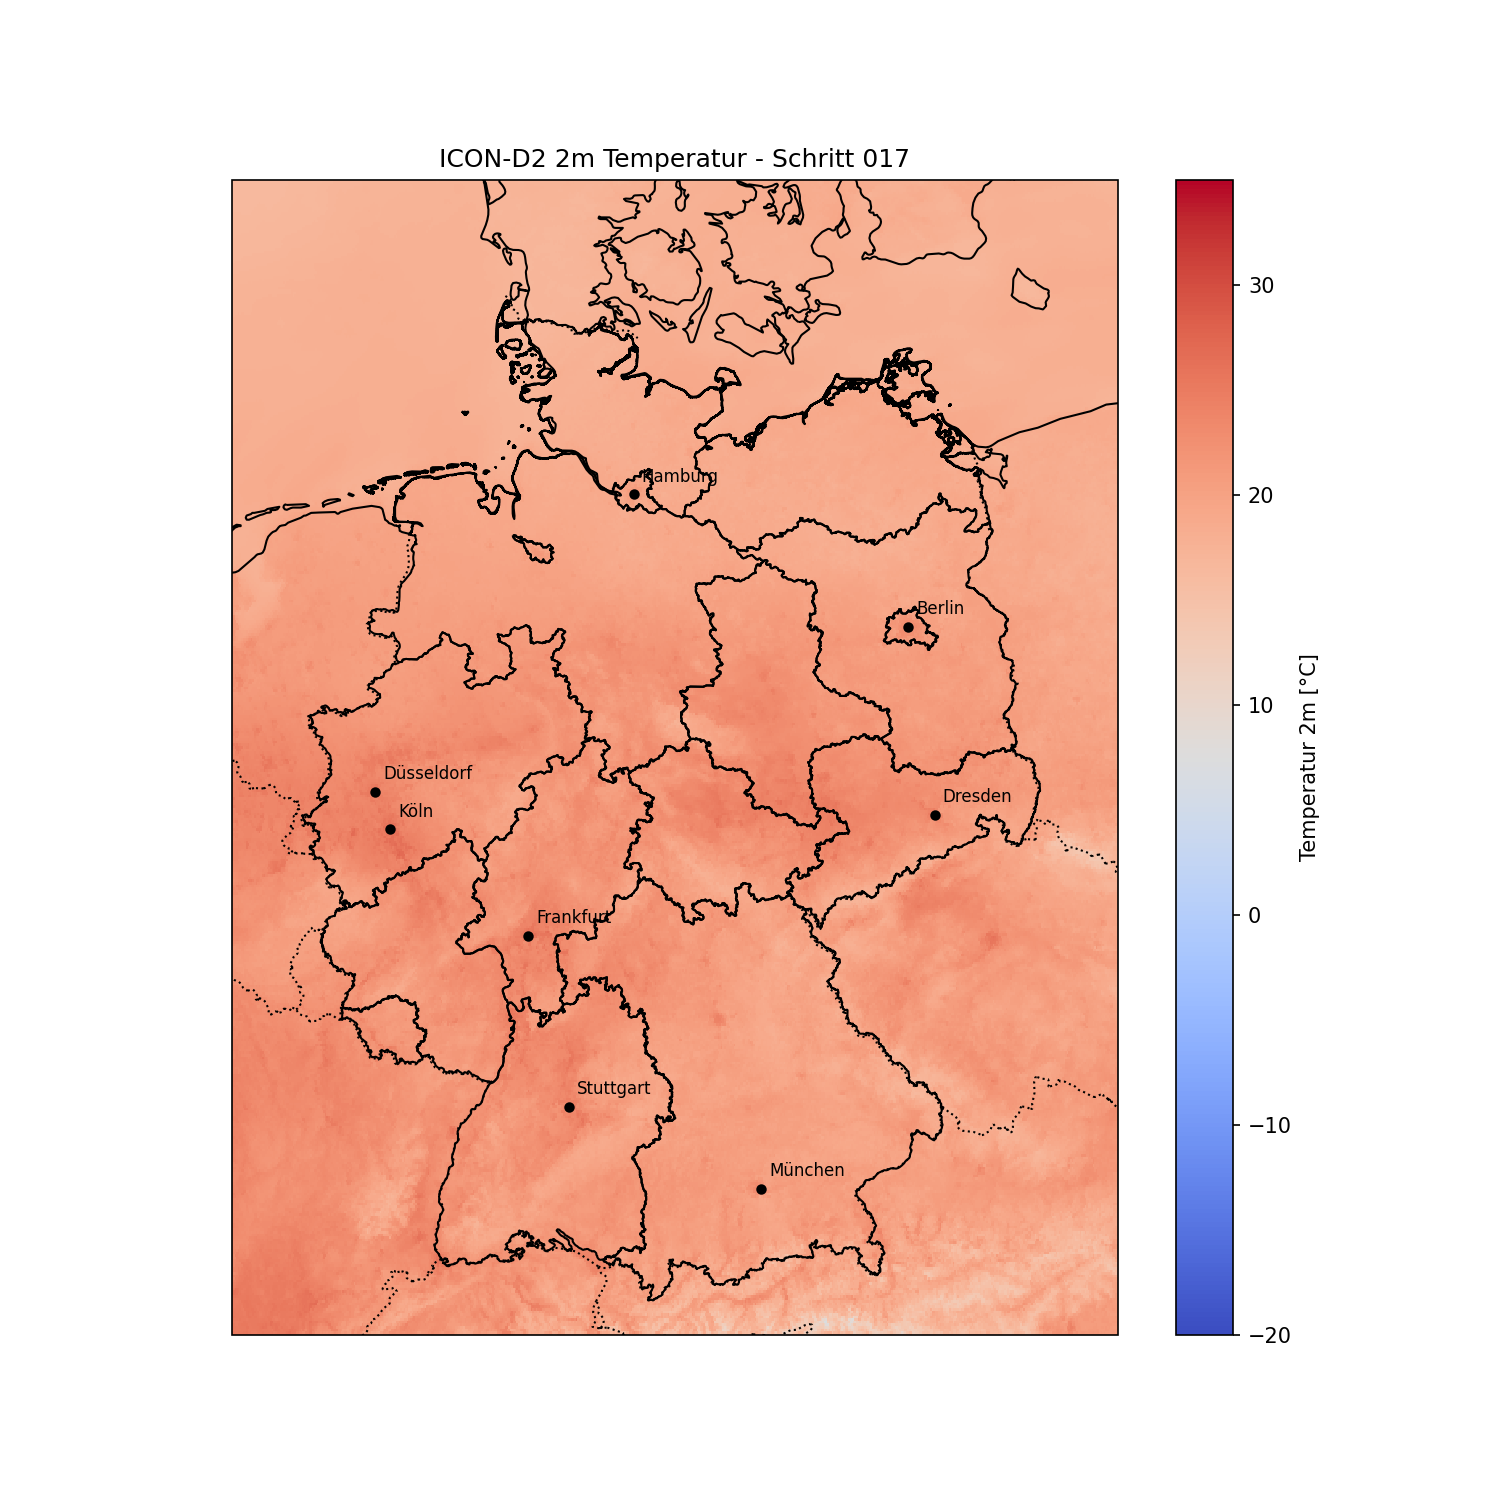 ICON-D2 2m Temperatur - Schritt 017
Hamburg
Berlin
Düsseldorf
Köln
Dresden
Frankfurt
Stuttgart
München
30
20
10
0
−10
−20
Temperatur 2m [°C]